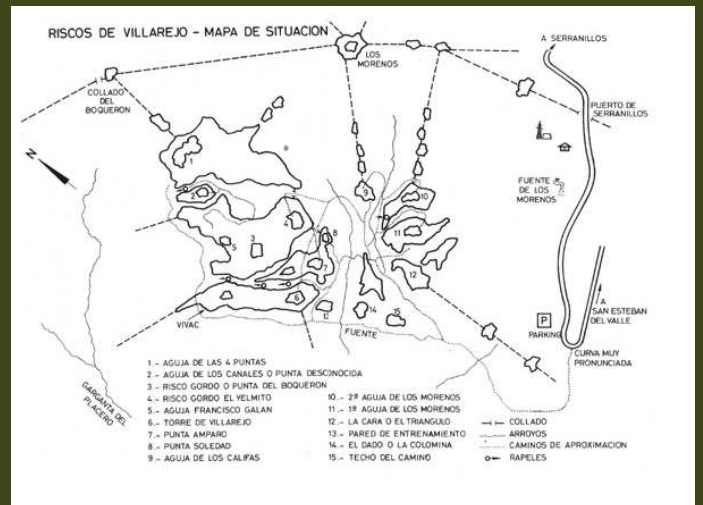 RISCOS DE VILLAREJO - MAPA DE SITUACION
A SERRANILLOS
LOS
MORENOS
COLLADO
DEL
BOQUERON
PUERTO DE
SERRANILLOS
N
1
FUENTE
DE LOS
MORENOS
2
9
10
4
5
3
8
11
7
12
6
A
SAN ESTEBAN
DEL VALLE
VIVAC
13
14
15
FUENTE
P
PARKING
CURVA MUY
PRONUNCIADA
GARGANTA DEL
PLACERO
1.- AGUJA DE LAS 4 PUNTAS
2.- AGUJA DE LOS CANALES O PUNTA DESCONOCIDA
3.- RISCO GORDO O PUNTA DEL BOQUERON
4.- RISCO GORDO EL YELMITO
5.- AGUJA FRANCISCO GALAN
6.- TORRE DE VILLAREJO
7.- PUNTA AMPARO
8.- PUNTA SOLEDAD
9.- AGUJA DE LOS CALIFAS
10.- 2ª AGUJA DE LOS MORENOS
11.- 1ª AGUJA DE LOS MORENOS
12.- LA CARA O EL TRIANGULO
13.- PARED DE ENTRENAMIENTO
14.- EL DADO O LA COLOMINA
15.- TECHO DEL CAMINO
COLLADO
ARROYOS
CAMINOS DE APROXIMACION
RAPELES